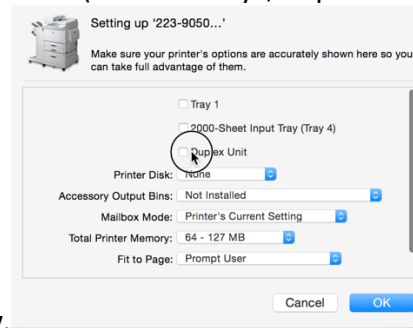 Setting up '223-9050...'
Make sure your printer's options are accurately shown here so you
can take full advantage of them.
Tray 1
2000-Sheet Input Tray (Tray 4)
Duplex Unit
Printer Disk: None
Accessory Output Bins: Not Installed
Mailbox Mode: Printer's Current Setting
Total Printer Memory: 64 - 127 MB
Fit to Page: Prompt User
Cancel OK